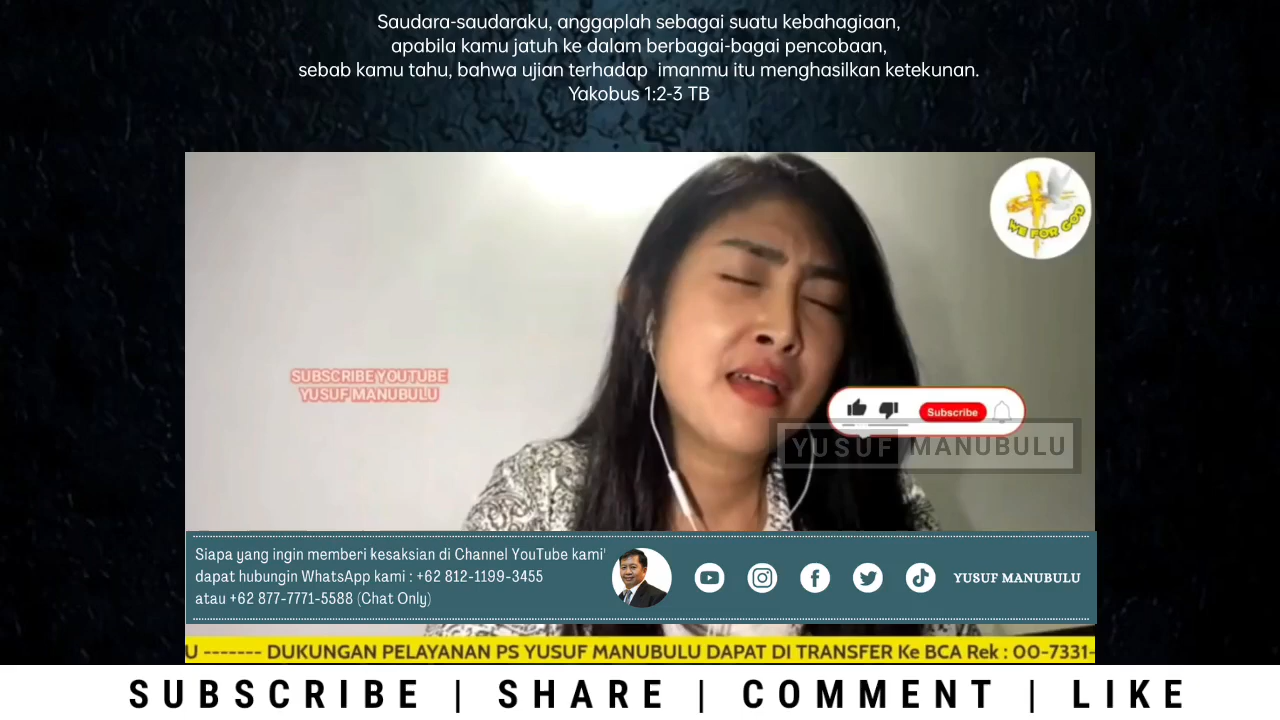 Saudara-saudaraku, anggaplah sebagai suatu kebahagiaan,
apabila kamu jatuh ke dalam berbagai-bagai pencobaan,
sebab kamu tahu, bahwa ujian terhadap imanmu itu menghasilkan ketekunan.
Yakobus 1:2-3 TB
WE FOR GOD
SUBSCRIBE YOUTUBE
YUSUF MANUBULU
Subscribe
YUSUF MANUBULU
Siapa yang ingin memberi kesaksian di Channel YouTube kami'
dapat hubungin WhatsApp kami : +62 812-1199-3455
atau +62 877-7771-5588 (Chat Only)
YUSUF MANUBULU
U ------- DUKUNGAN PELAYANAN PS YUSUF MANUBULU DAPAT DI TRANSFER Ke BCA Rek : 00-7331-
SUBSCRIBE | SHARE | COMMENT | LIKE